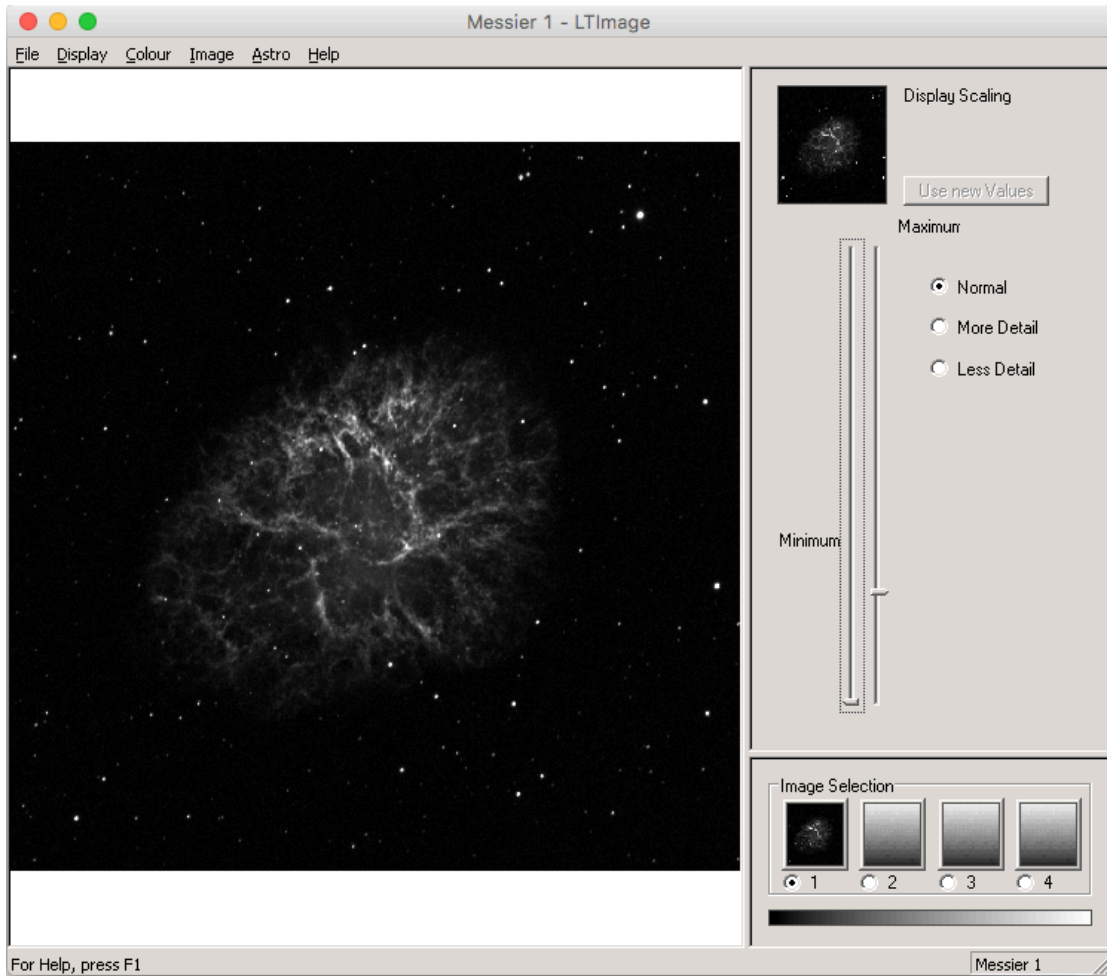 Messier 1 - LTImage
File Display Colour Image Astro Help
Display Scaling
Use new Values
Maximum
Normal
More Detail
Less Detail
Minimum
Image Selection
1 2 3 4
For Help, press F1
Messier 1